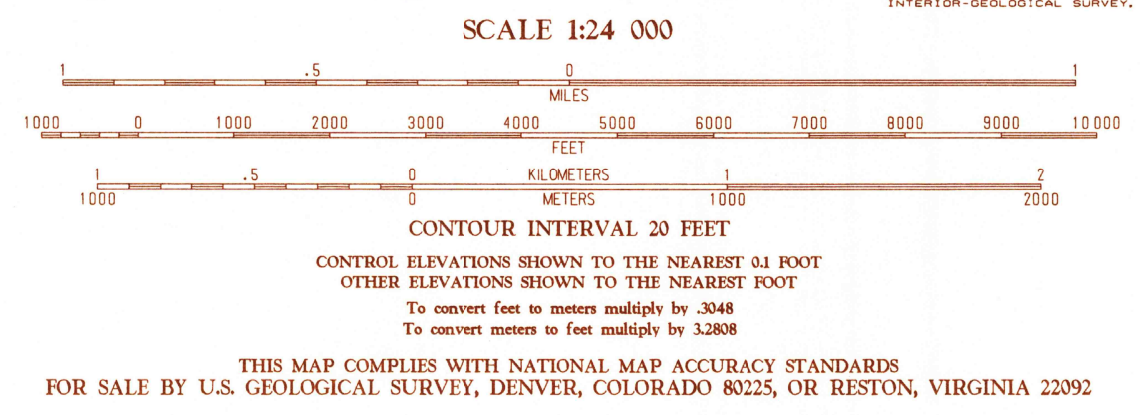 INTERIOR-GEOLOGICAL SURVEY.
SCALE 1:24 000
1 .5 0 1
MILES
1000 0 1000 2000 3000 4000 5000 6000 7000 8000 9000 10 000
FEET
1 .5 0 KILOMETERS 1 2
1000 0 METERS 1000 2000
CONTOUR INTERVAL 20 FEET
CONTROL ELEVATIONS SHOWN TO THE NEAREST 0.1 FOOT
OTHER ELEVATIONS SHOWN TO THE NEAREST FOOT
To convert feet to meters multiply by .3048
To convert meters to feet multiply by 3.2808
THIS MAP COMPLIES WITH NATIONAL MAP ACCURACY STANDARDS
FOR SALE BY U.S. GEOLOGICAL SURVEY, DENVER, COLORADO 80225, OR RESTON, VIRGINIA 22092